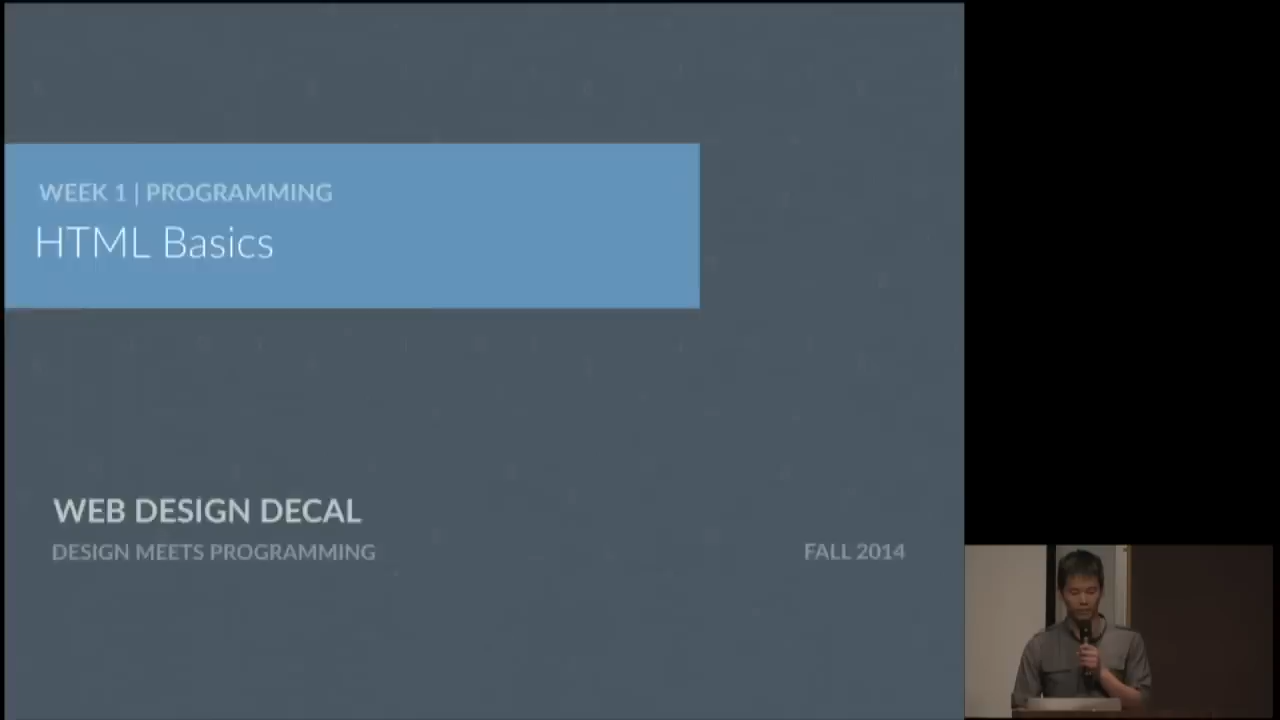 WEEK 1 | PROGRAMMING
HTML Basics
WEB DESIGN DECAL
DESIGN MEETS PROGRAMMING
FALL 2014